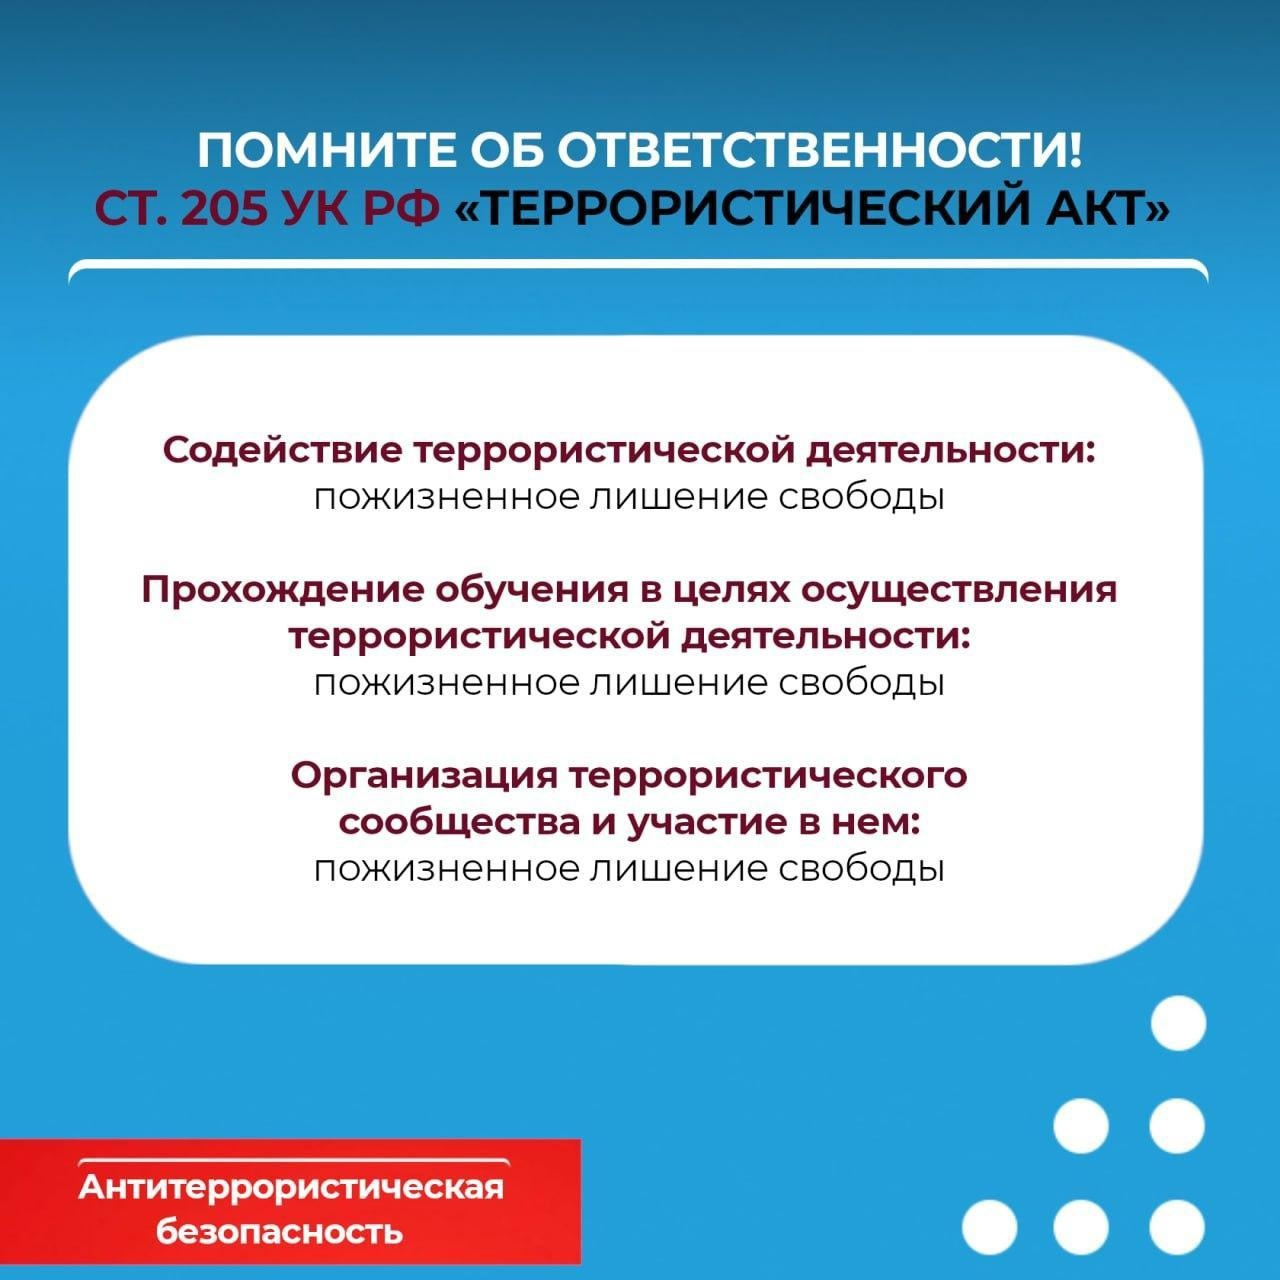 ПОМНИТЕ ОБ ОТВЕТСТВЕННОСТИ!
СТ. 205 УК РФ «ТЕРРОРИСТИЧЕСКИЙ АКТ»
Содействие террористической деятельности:
пожизненное лишение свободы
Прохождение обучения в целях осуществления
террористической деятельности:
пожизненное лишение свободы
Организация террористического
сообщества и участие в нем:
пожизненное лишение свободы
Антитеррористическая
безопасность